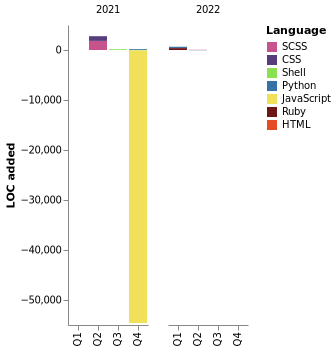 2021
2022
Language
SCSS
CSS
Shell
Python
JavaScript
Ruby
HTML
LOC added
0
−10,000
−20,000
−30,000
−40,000
−50,000
Q1
Q2
Q3
Q4
Q1
Q2
Q3
Q4